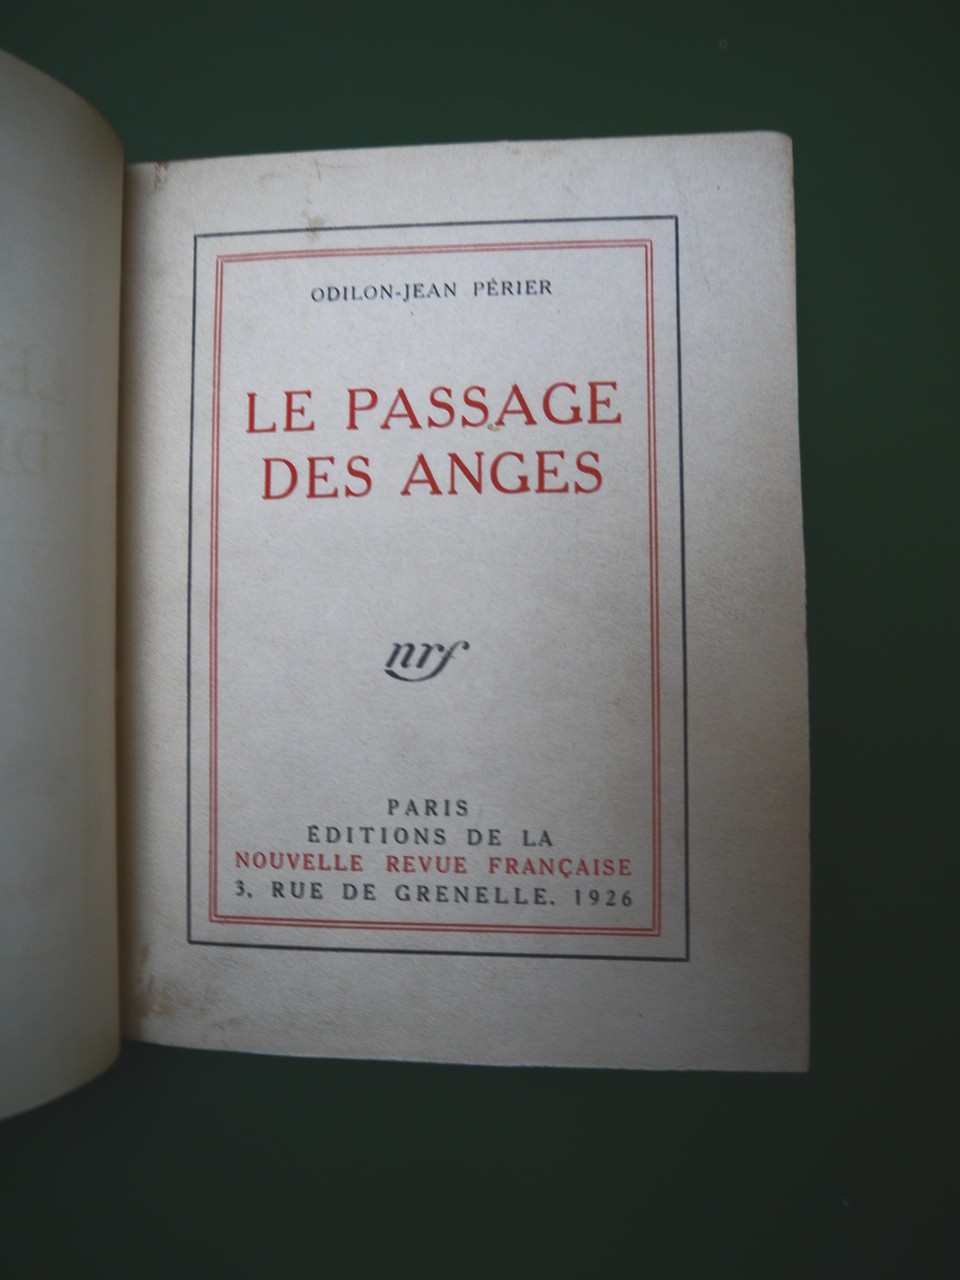 ODILON-JEAN PÉRIER
LE PASSAGE
DES ANGES
nrf
PARIS
ÉDITIONS DE LA
NOUVELLE REVUE FRANÇAISE
3, RUE DE GRENELLE. 1926